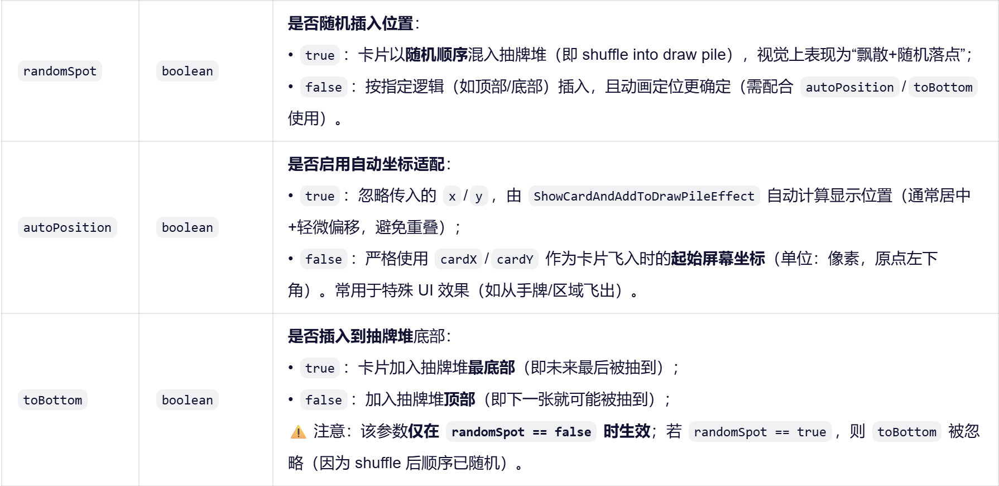 randomSpot
boolean
是否随机插入位置：
• true ：卡片以随机顺序混入抽牌堆（即 shuffle into draw pile），视觉上表现为“飘散+随机落点”；
• false ：按指定逻辑（如顶部/底部）插入，且动画定位更确定（需配合 autoPosition / toBottom
使用）。
autoPosition
boolean
是否启用自动坐标适配：
• true ：忽略传入的 x / y ，由 ShowCardAndAddToDrawPileEffect 自动计算显示位置（通常居中
+轻微偏移，避免重叠）；
• false ：严格使用 cardX / cardY 作为卡片飞入时的起始屏幕坐标（单位：像素，原点左下
角）。常用于特殊 UI 效果（如从手牌/区域飞出）。
toBottom
boolean
是否插入到抽牌堆底部：
• true ：卡片加入抽牌堆最底部（即未来最后被抽到）；
• false ：加入抽牌堆顶部（即下一张就可能被抽到）；
⚠️ 注意：该参数仅在 randomSpot == false 时生效；若 randomSpot == true ，则 toBottom 被忽
略（因为 shuffle 后顺序已随机）。